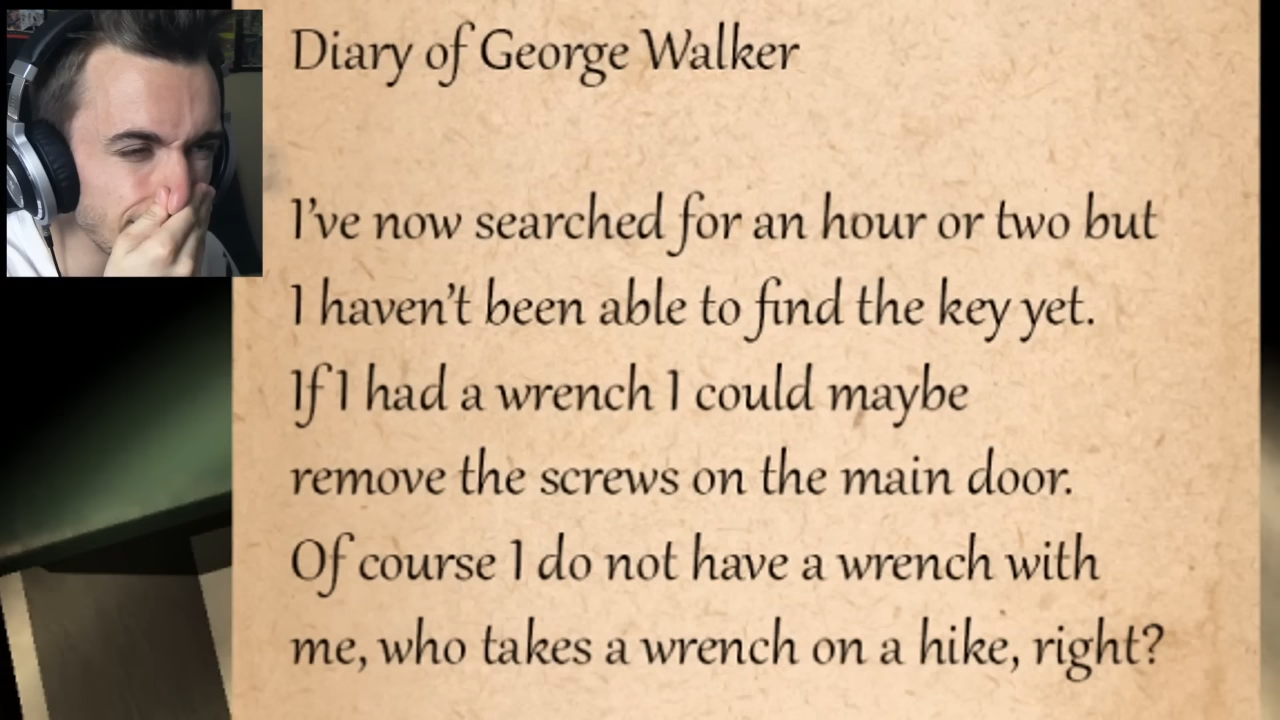 Diary of George Walker
I've now searched for an hour or two but
I haven't been able to find the key yet.
If I had a wrench I could maybe
remove the screws on the main door.
Of course I do not have a wrench with
me, who takes a wrench on a hike, right?